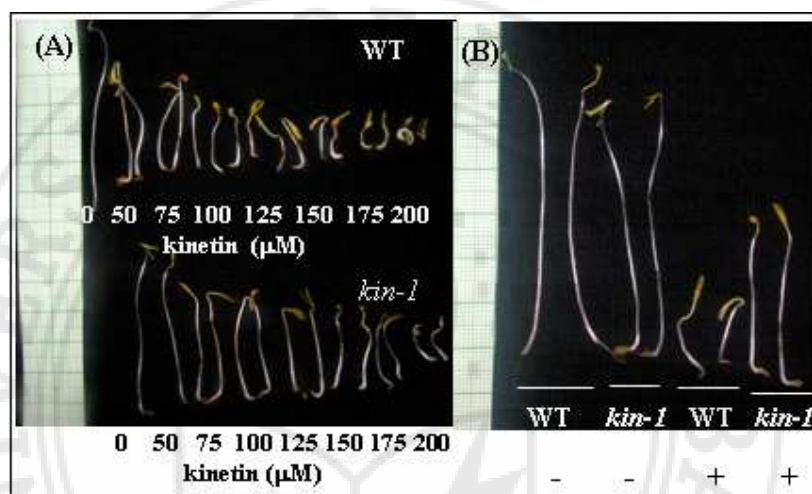 (A)
WT
0 50 75 100 125 150 175 200
kinetin (μM)
kin-1
0 50 75 100 125 150 175 200
kinetin (μM)
(B)
WT kin-1 WT kin-1
- - + +